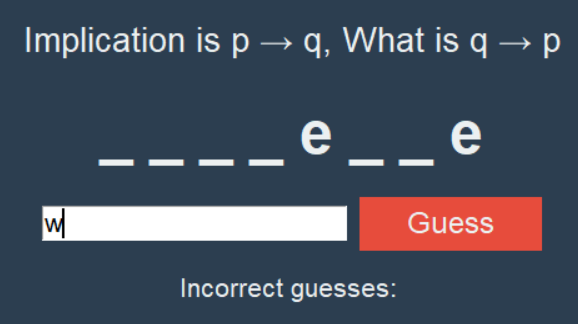 Implication is p → q, What is q → p
_ _ _ _ e _ _ e
w
Guess
Incorrect guesses: